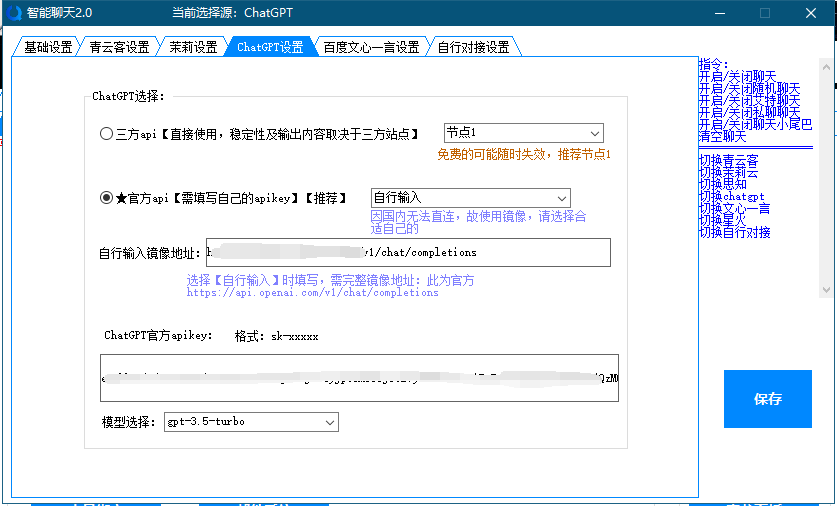 智能聊天2.0 当前选择源：ChatGPT
基础设置 青云客设置 茉莉设置 ChatGPT设置 百度文心一言设置 自行对接设置
ChatGPT选择：
三方api【直接使用，稳定性及输出内容取决于三方站点】 节点1
免费的可能随时失效，推荐节点1
★官方api【需填写自己的apikey】【推荐】 自行输入
因国内无法直连，故使用镜像，请选择合
适自己的
自行输入镜像地址： /v1/chat/completions
选择【自行输入】时填写，需完整镜像地址：此为官方
https://api.openai.com/v1/chat/completions
ChatGPT官方apikey: 格式：sk-xxxxx
模型选择： gpt-3.5-turbo
指令：
开启/关闭聊天
开启/关闭随机聊天
开启/关闭艾特聊天
开启/关闭私聊聊天
开启/关闭聊天小尾巴
清空聊天
切换青云客
切换茉莉云
切换思知
切换chatgpt
切换文心一言
切换星火
切换自行对接
保存